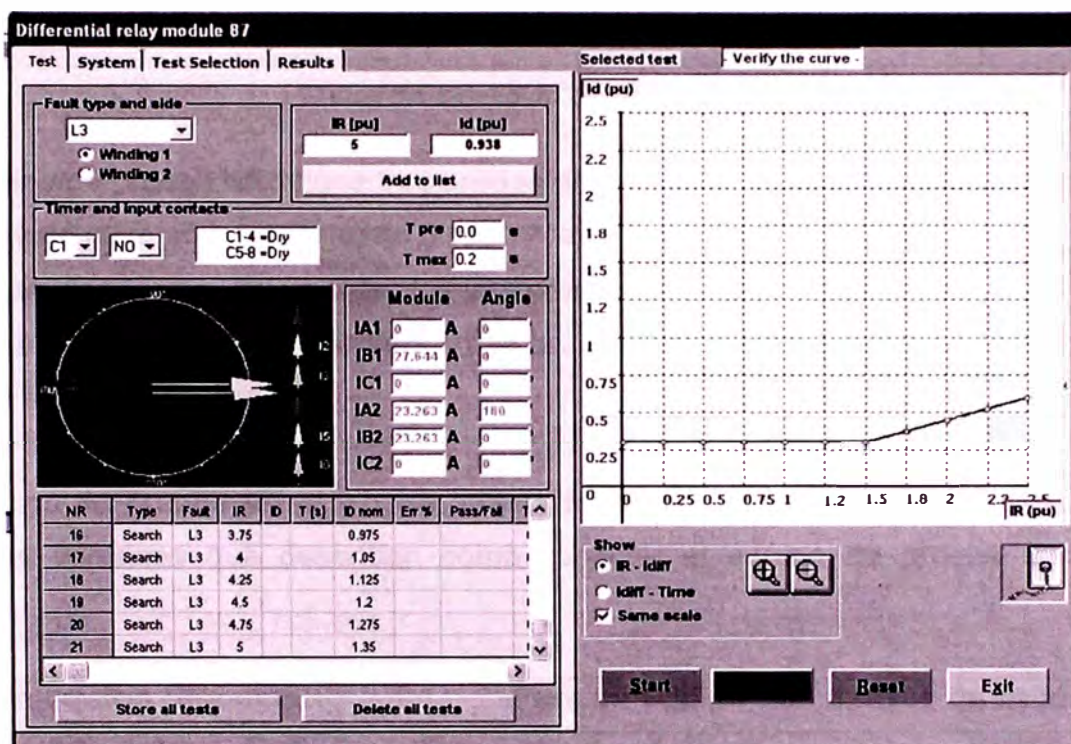 Differential relay module 87
Test System Test Selection Results
Fault type and side
L3
Winding 1
Winding 2
IR [pu] Id [pu]
5 0.938
Add to list
Timer and input contacts
C1 NO
C1-4 =Dry
C5-8 =Dry
T pre 0.0 s
T max 0.2 s
Module Angle
IA1 0 A 0 °
IB1 27.644 A 0 °
IC1 0 A 0 °
IA2 23.263 A 180 °
IB2 23.263 A 0 °
IC2 0 A 0 °
NR Type Fault IR ID T [s] ID nom Err % Pass/Fail T
16 Search L3 3.75 0.975
17 Search L3 4 1.05
18 Search L3 4.25 1.125
19 Search L3 4.5 1.2
20 Search L3 4.75 1.275
21 Search L3 5 1.35
Store all tests Delete all tests
Selected test - Verify the curve -
Id (pu)
2.5
2.2
2
1.8
1.5
1.2
1
0.75
0.5
0.25
0 0 0.25 0.5 0.75 1 1.2 1.5 1.8 2 2.2 2.5
IR (pu)
Show
IR - Idiff
Idiff - Time
Same scale
Start Reset Exit